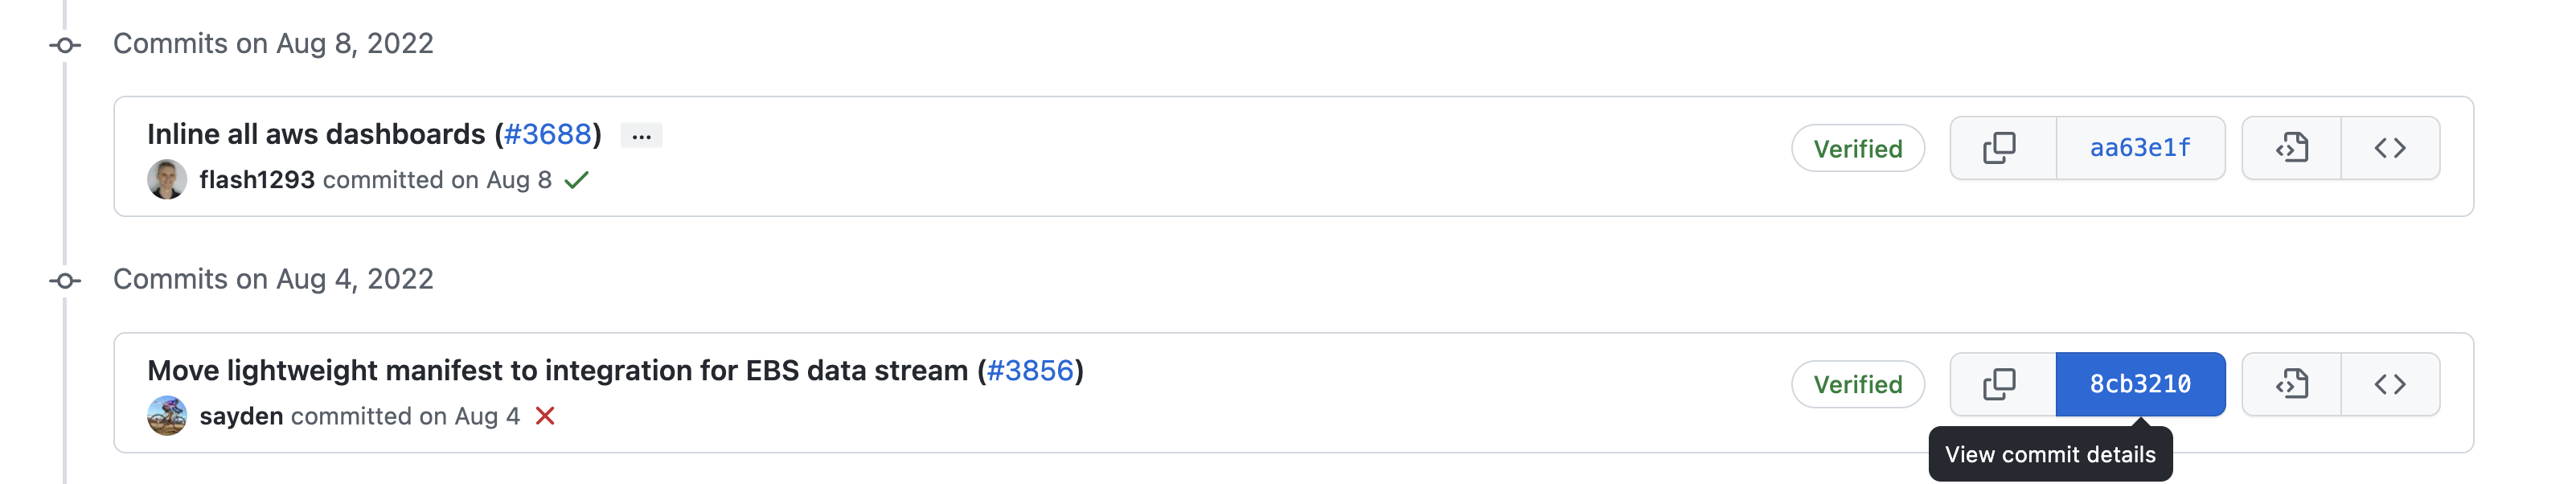 Commits on Aug 8, 2022
Inline all aws dashboards (#3688) ...
flash1293 committed on Aug 8
Verified
aa63e1f
Commits on Aug 4, 2022
Move lightweight manifest to integration for EBS data stream (#3856)
sayden committed on Aug 4
Verified
8cb3210
View commit details